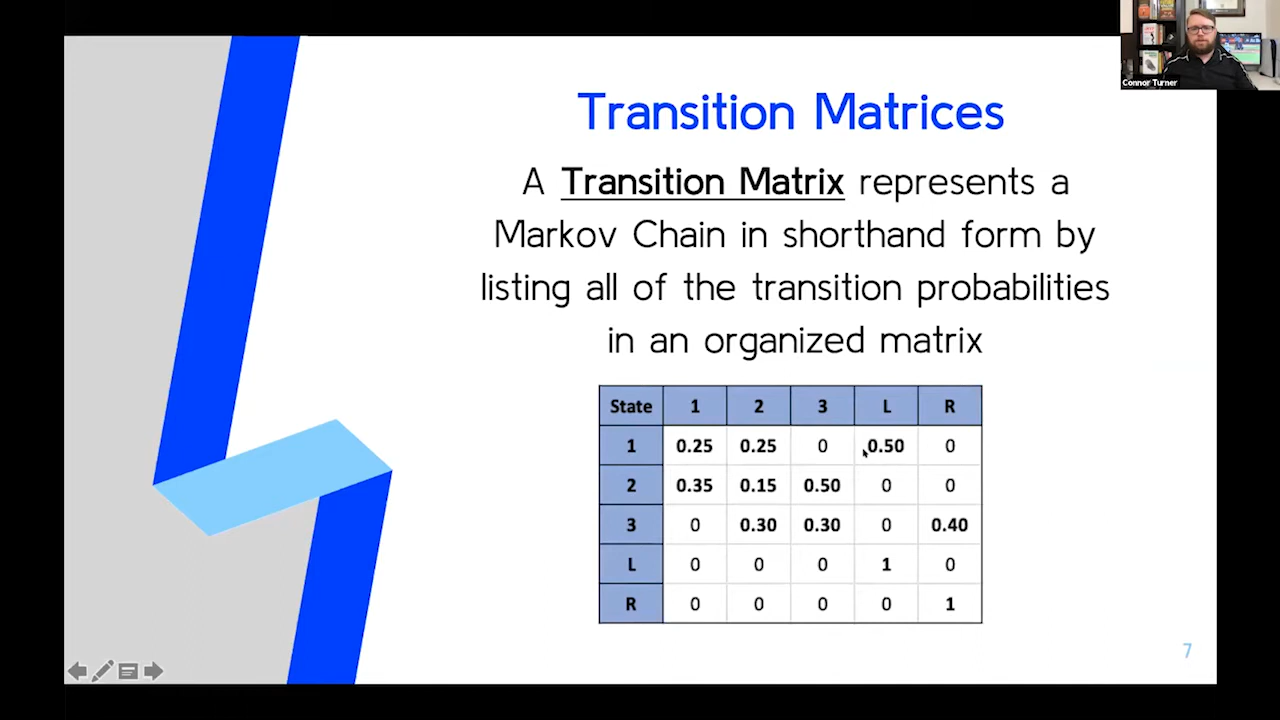 Connor Turner
Transition Matrices
A Transition Matrix represents a
Markov Chain in shorthand form by
listing all of the transition probabilities
in an organized matrix
State 1 2 3 L R
1 0.25 0.25 0 0.50 0
2 0.35 0.15 0.50 0 0
3 0 0.30 0.30 0 0.40
L 0 0 0 1 0
R 0 0 0 0 1
7